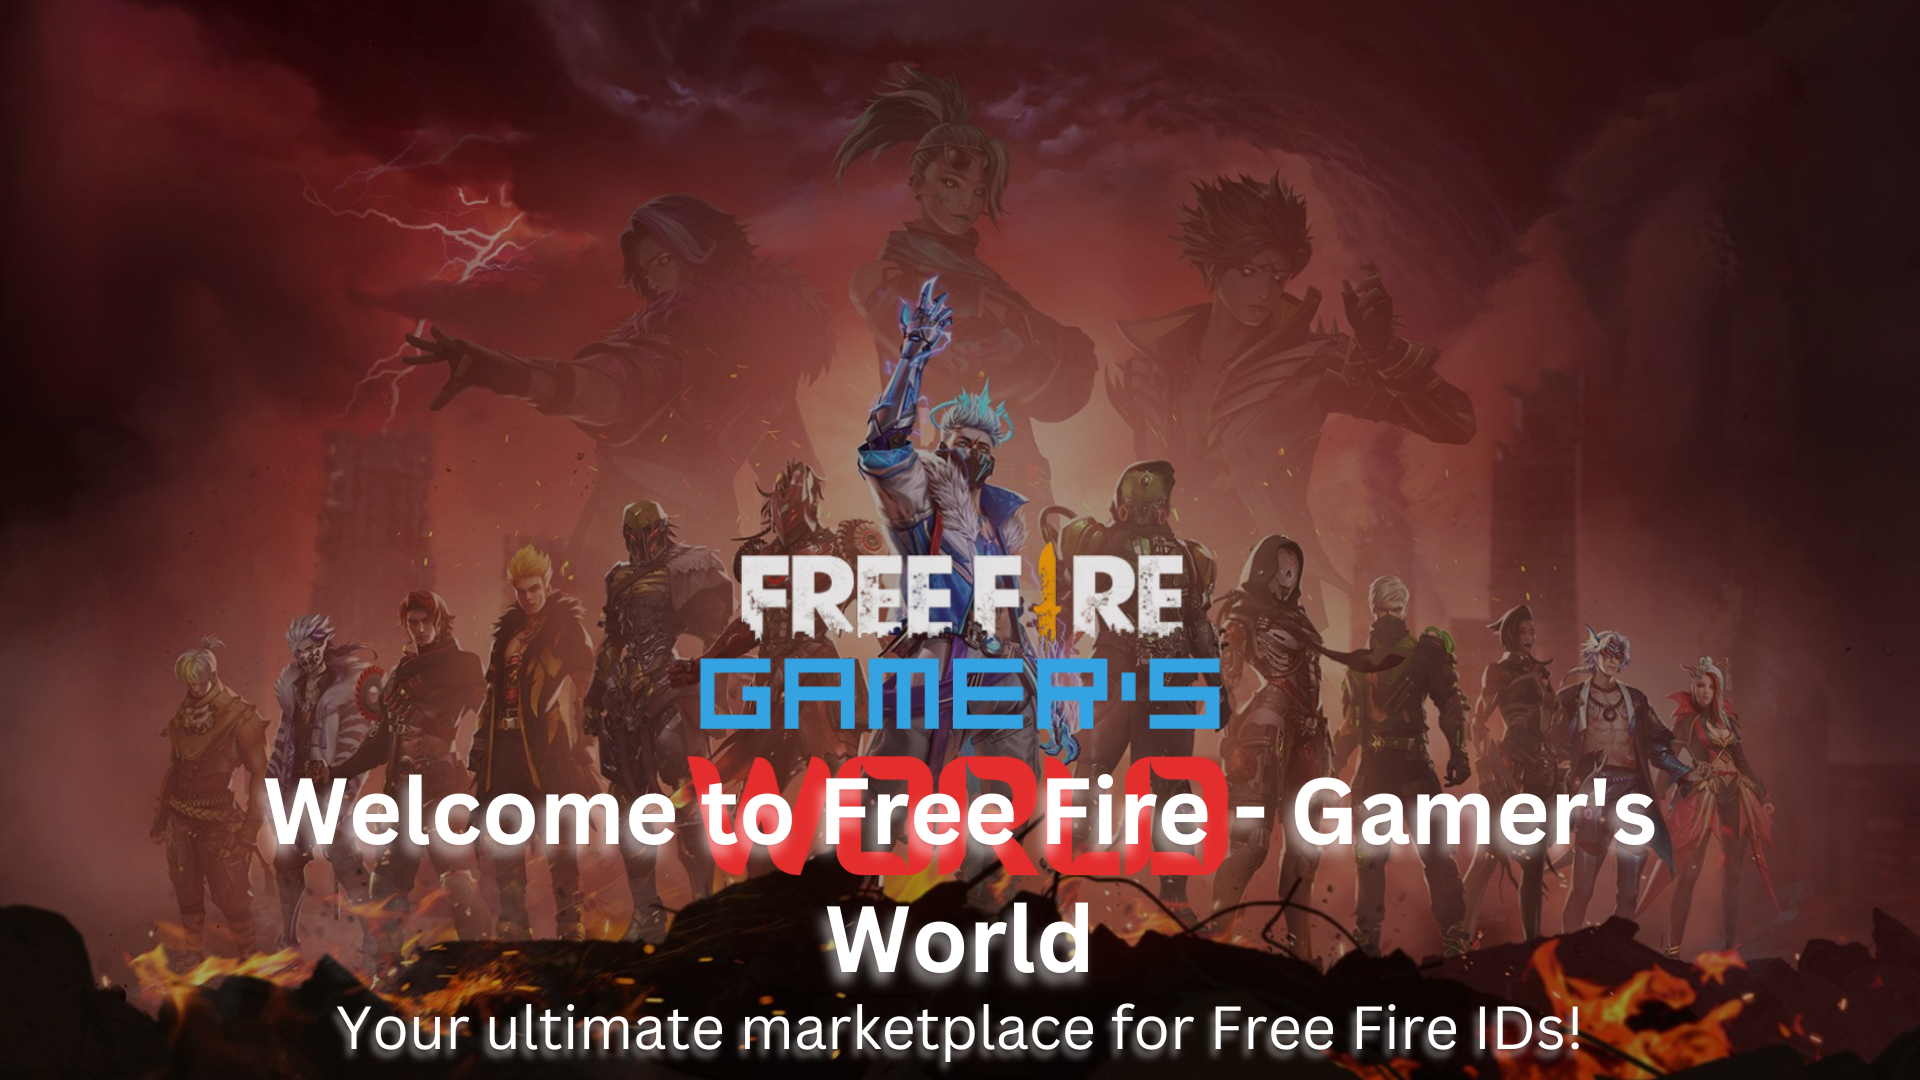 FREE FIRE
GAMER'S
WORLD
Welcome to Free Fire - Gamer's
World
Your ultimate marketplace for Free Fire IDs!